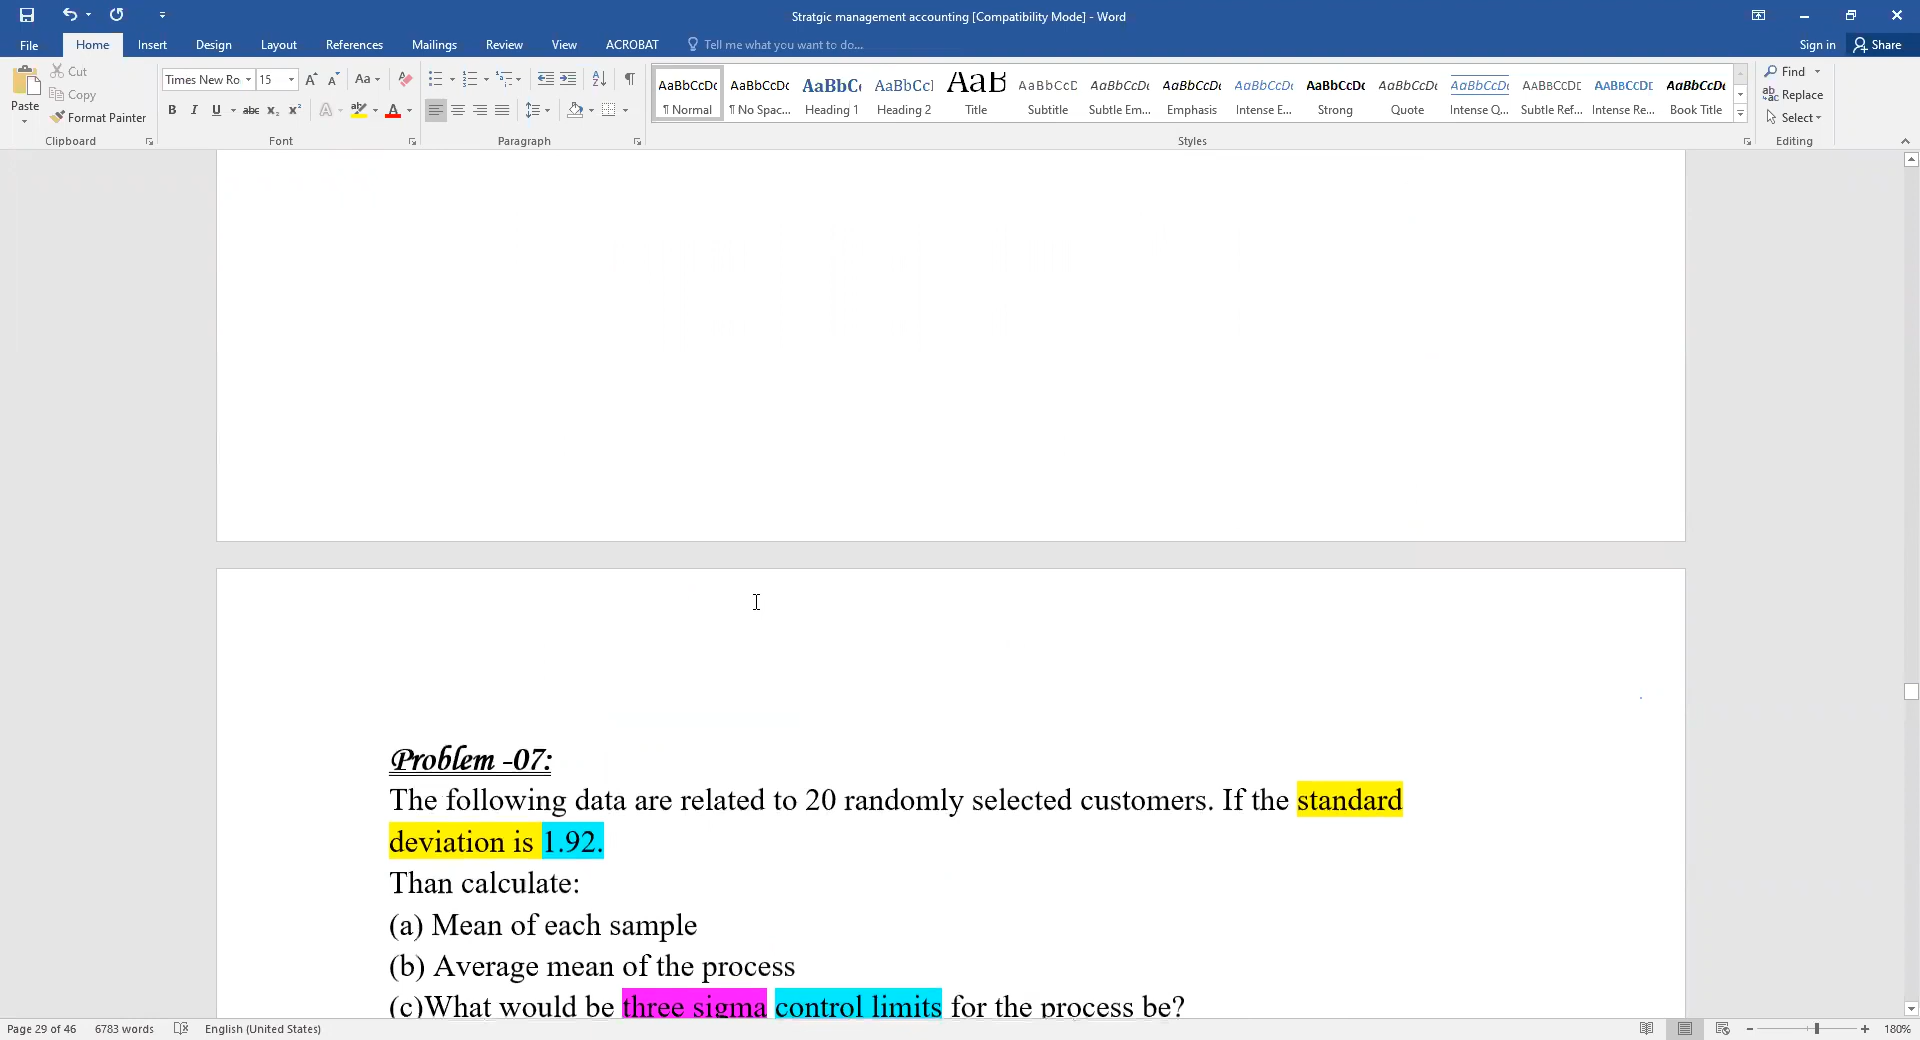 Stratgic management accounting [Compatibility Mode] - Word
File Home Insert Design Layout References Mailings Review View ACROBAT Tell me what you want to do... Sign in Share
Paste
Cut
Copy
Format Painter
Clipboard
Times New Ro 15
Font
Paragraph
AaBbCcDc AaBbCcDc AaBbC AaBbCcI AaB AaBbCcD AaBbCcDc AaBbCcDc AaBbCcDc AaBbCcDc AaBbCcDc AaBbCcDc AABBCCDD AABBCCDD AaBbCcDc
¶ Normal ¶ No Spac... Heading 1 Heading 2 Title Subtitle Subtle Em... Emphasis Intense E... Strong Quote Intense Q... Subtle Ref... Intense Re... Book Title
Styles
Find
Replace
Select
Editing
Problem -07:
The following data are related to 20 randomly selected customers. If the standard
deviation is 1.92.
Than calculate:
(a) Mean of each sample
(b) Average mean of the process
(c)What would be three sigma control limits for the process be?
Page 29 of 46 6783 words English (United States) 180%